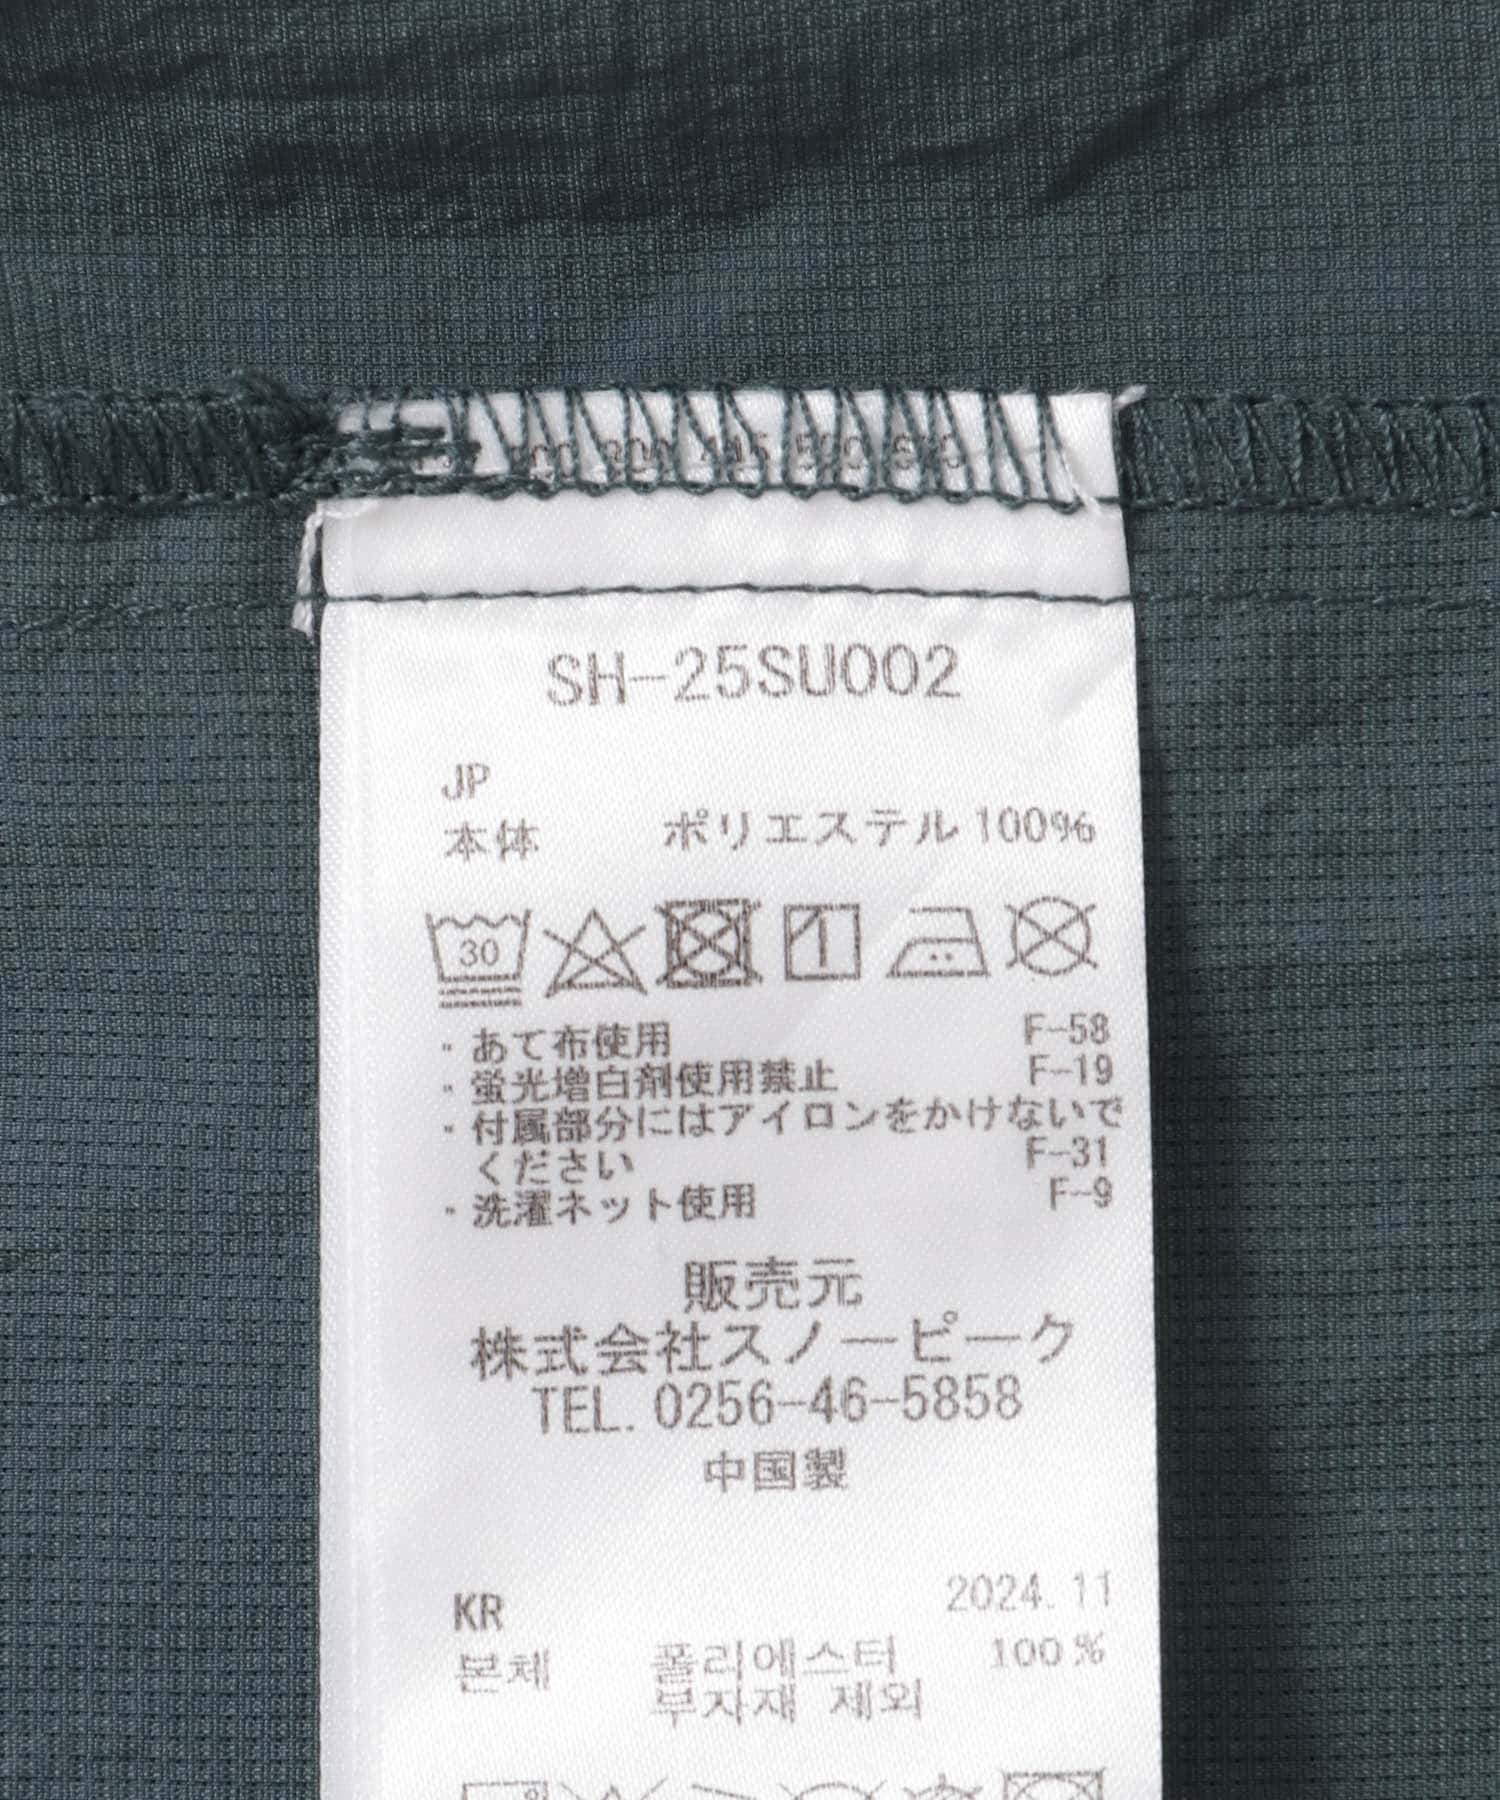 SH-25SU002
JP
本体 ポリエステル 100%
30
・あて布使用 F-58
・蛍光増白剤使用禁止 F-19
・付属部分にはアイロンをかけないで
ください F-31
・洗濯ネット使用 F-9
販売元
株式会社スノーピーク
TEL. 0256-46-5858
中国製
KR 2024.11
본체 폴리에스터 100%
부자재 제외